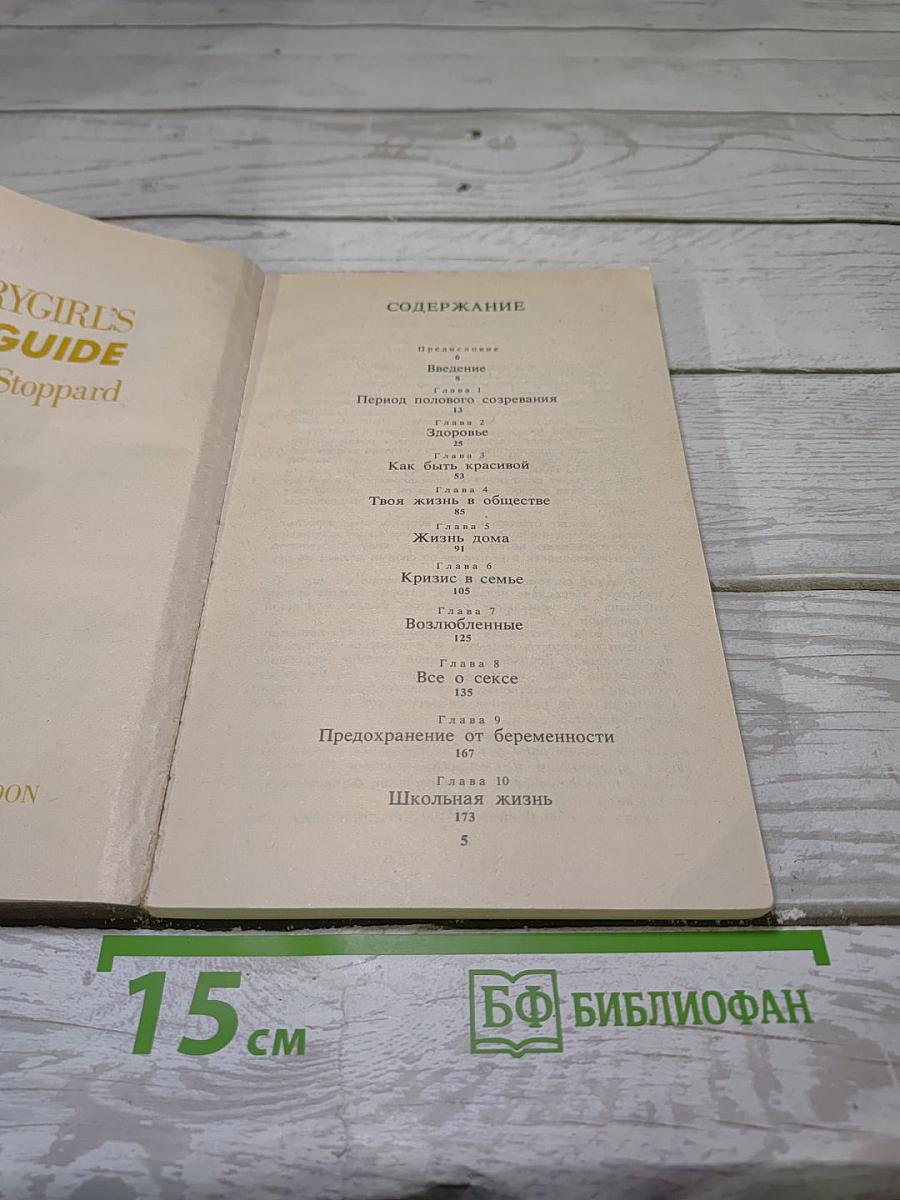 RYGIRL'S
GUIDE
Stoppard
DON
СОДЕРЖАНИЕ
Предисловие
6
Введение
8
Глава 1
Период полового созревания
13
Глава 2
Здоровье
25
Глава 3
Как быть красивой
53
Глава 4
Твоя жизнь в обществе
85
Глава 5
Жизнь дома
91
Глава 6
Кризис в семье
105
Глава 7
Возлюбленные
125
Глава 8
Все о сексе
135
Глава 9
Предохранение от беременности
167
Глава 10
Школьная жизнь
173
5
15 см
БФ БИБЛИОФАН